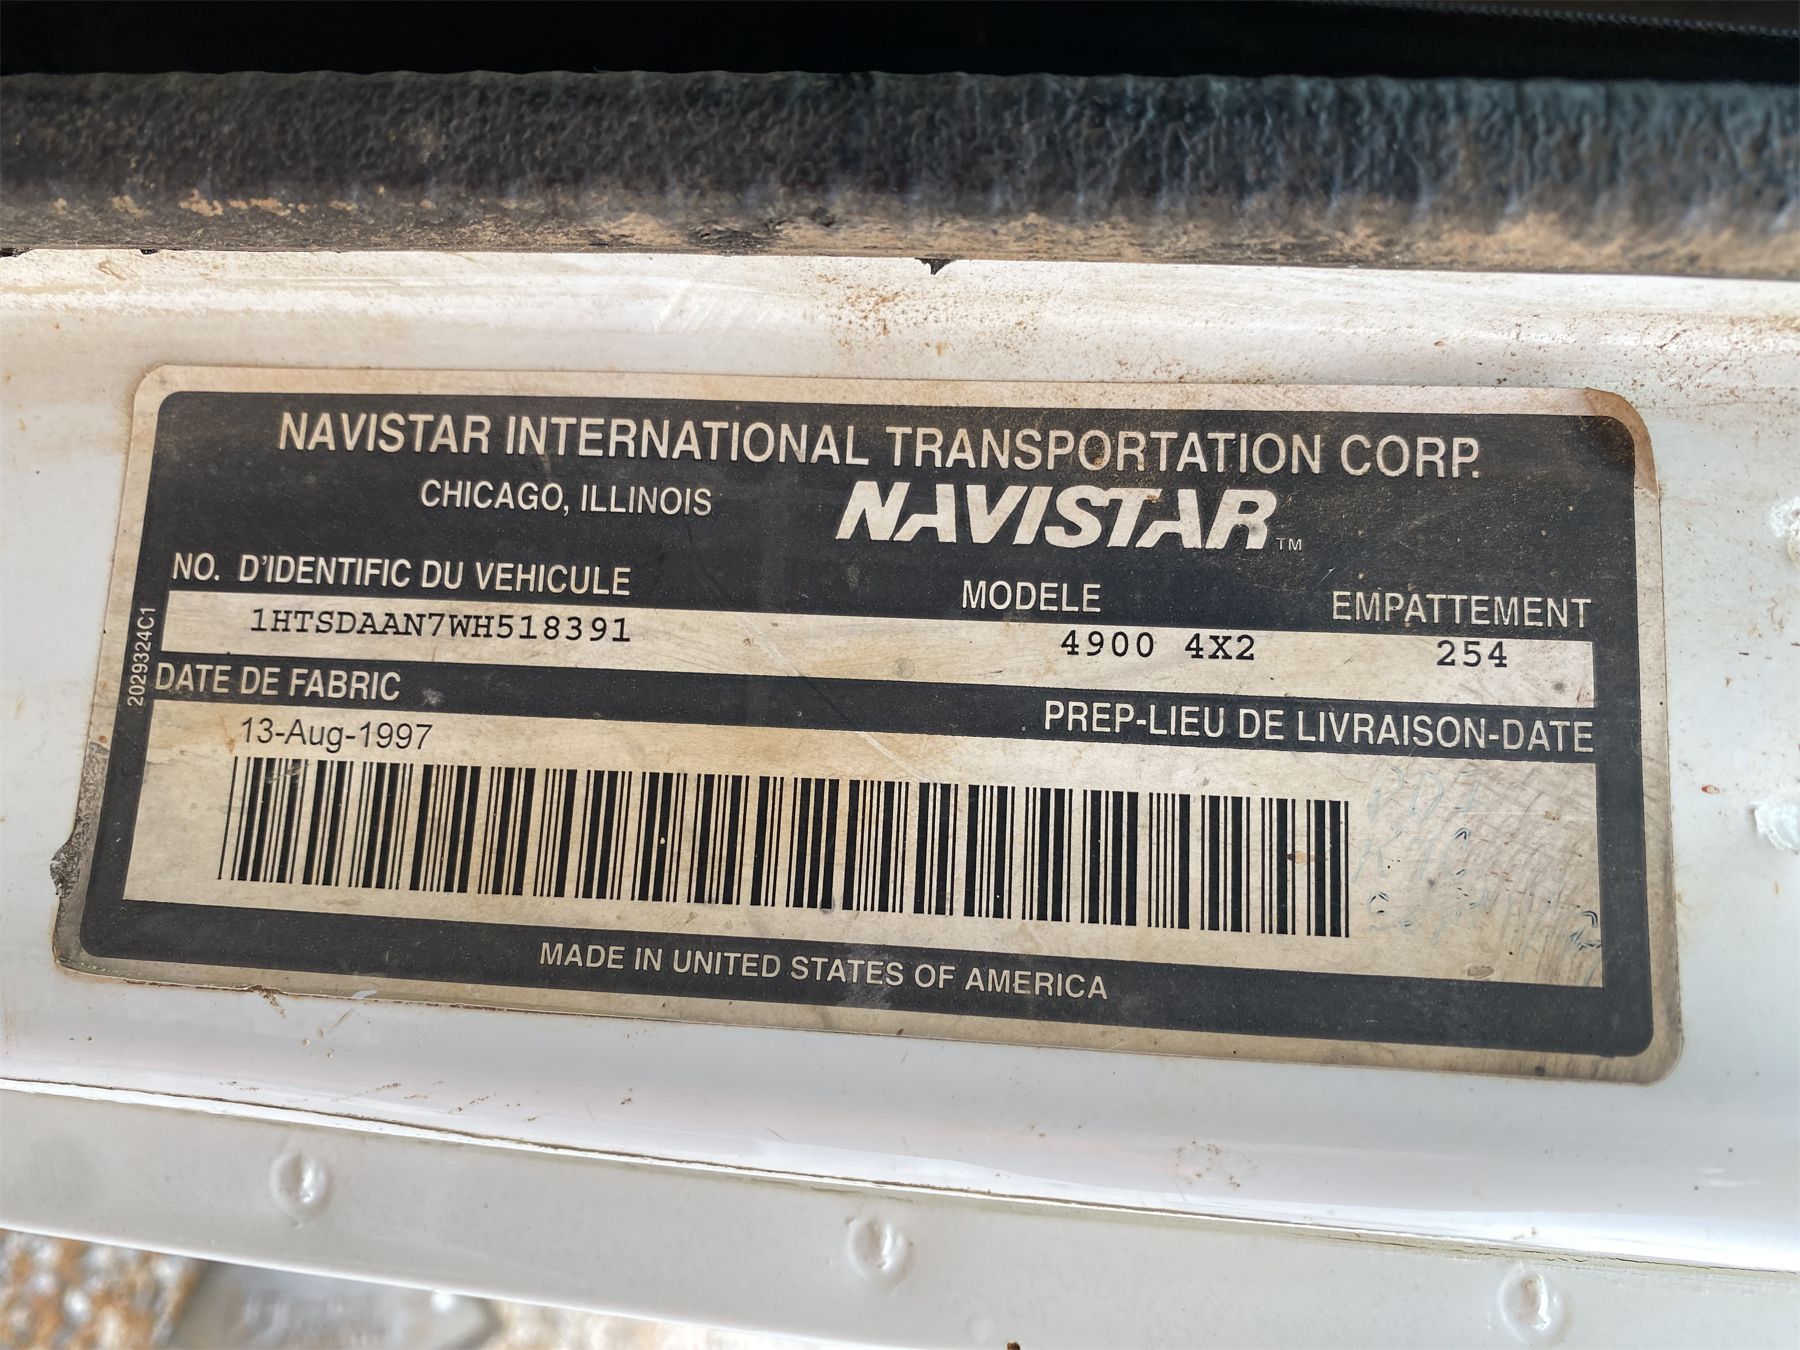 NAVISTAR INTERNATIONAL TRANSPORTATION CORP.
CHICAGO, ILLINOIS
NAVISTAR™
NO. D'IDENTIFIC DU VEHICULE
MODELE
EMPATTEMENT
1HTSDAAN7WH518391
4900 4X2
254
2029324C1
DATE DE FABRIC
PREP-LIEU DE LIVRAISON-DATE
13-Aug-1997
PDI
MADE IN UNITED STATES OF AMERICA